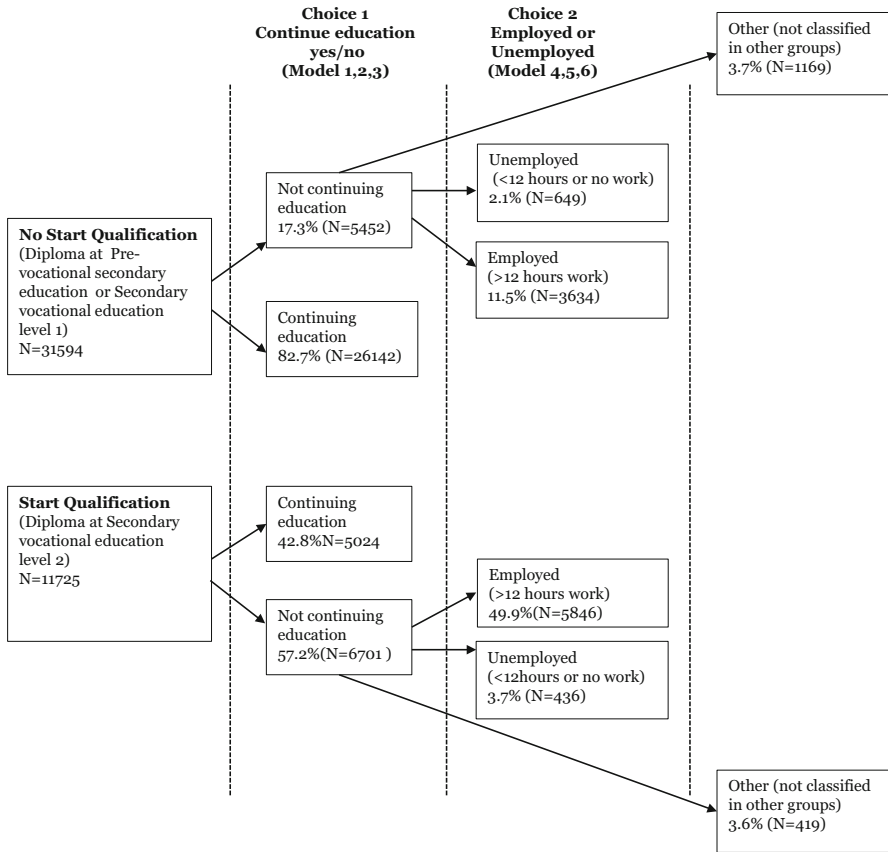 Choice 1
Continue education
yes/no
(Model 1,2,3)
Choice 2
Employed or
Unemployed
(Model 4,5,6)
Other (not classified
in other groups)
3.7% (N=1169)
No Start Qualification
(Diploma at Pre-
vocational secondary
education or Secondary
vocational education
level 1)
N=31594
Not continuing
education
17.3% (N=5452)
Unemployed
(<12 hours or no work)
2.1% (N=649)
Employed
(>12 hours work)
11.5% (N=3634)
Continuing
education
82.7% (N=26142)
Start Qualification
(Diploma at Secondary
vocational education
level 2)
N=11725
Continuing
education
42.8%N=5024
Not continuing
education
57.2%(N=6701 )
Employed
(>12 hours work)
49.9%(N=5846)
Unemployed
(<12hours or no work)
3.7% (N=436)
Other (not classified
in other groups)
3.6% (N=419)